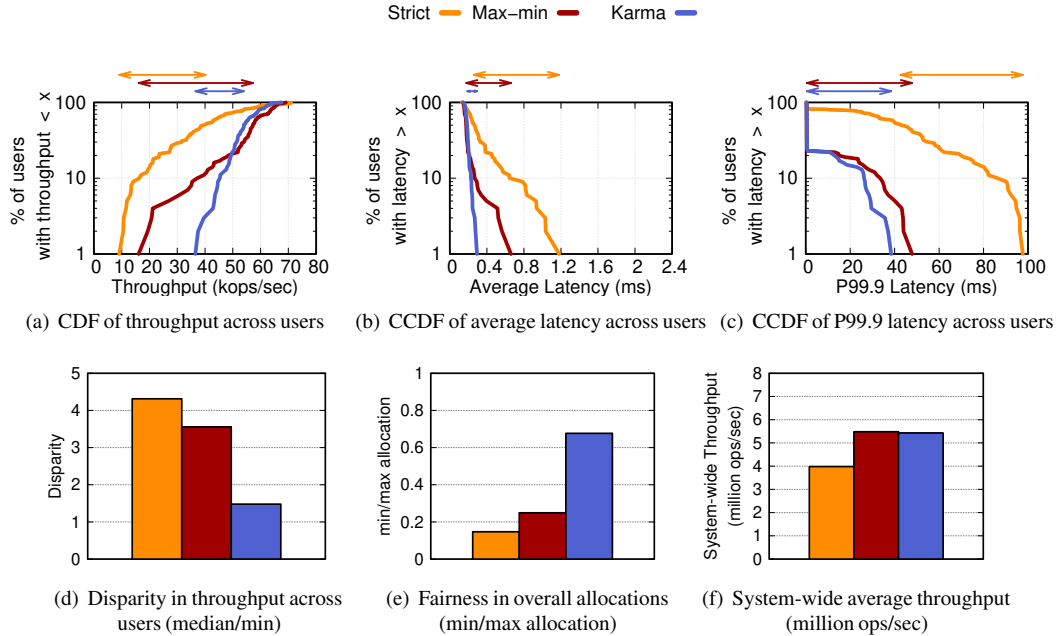 Strict Max-min Karma
% of users
with throughput < x
100
10
1
0 10 20 30 40 50 60 70 80
Throughput (kops/sec)
(a) CDF of throughput across users
% of users
with latency > x
100
10
1
0 0.4 0.8 1.2 1.6 2 2.4
Average Latency (ms)
(b) CCDF of average latency across users
% of users
with latency > x
100
10
1
0 20 40 60 80 100
P99.9 Latency (ms)
(c) CCDF of P99.9 latency across users
Disparity
5
4
3
2
1
0
(d) Disparity in throughput across
users (median/min)
min/max allocation
1
0.8
0.6
0.4
0.2
0
(e) Fairness in overall allocations
(min/max allocation)
System-wide Throughput
(million ops/sec)
8
7
6
5
4
3
2
1
0
(f) System-wide average throughput
(million ops/sec)